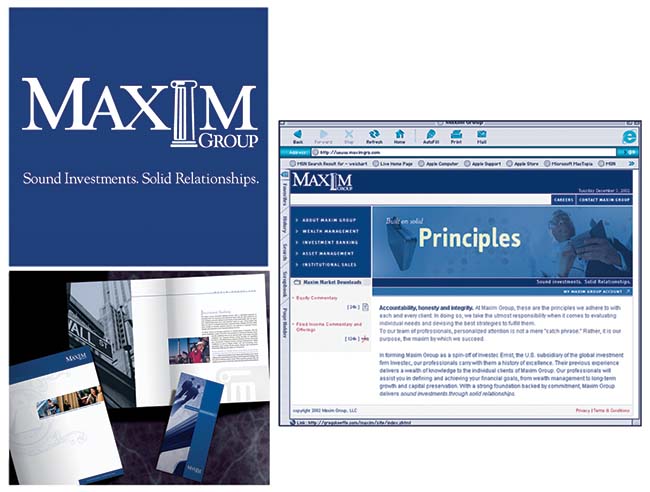 MAXIM
GROUP
Sound Investments. Solid Relationships.
WALL ST
MAXIM
Investment Banking
Maxim Group
Back
Forward
Stop
Refresh
Home
AutoFill
Print
Mail
Address:
MSN Search Result for - weichart
Live Home Page
Apple Computer
Apple Support
Apple Store
Microsoft MacTopia
MSN
Favorites
History
Search
Scrapbook
Page Holder
MAXIM
GROUP
Tuesday December 3, 2002
CAREERS
CONTACT MAXIM GROUP
> ABOUT MAXIM GROUP
> WEALTH MANAGEMENT
> INVESTMENT BANKING
> ASSET MANAGEMENT
> INSTITUTIONAL SALES
Built on solid
Principles
Sound Investments. Solid Relationships.
MY MAXIM GROUP ACCOUNT
Maxim Market Downloads
Equity Commentary
Fixed Income Commentary and
Offerings
Accountability, honesty and integrity. At Maxim Group, these are the principles we adhere to with
each and every client. In doing so, we take the utmost responsibility when it comes to evaluating
individual needs and devising the best strategies to fulfill them.
To our team of professionals, personalized attention is not a mere "catch phrase." Rather, it is our
purpose, the maxim by which we succeed.
In forming Maxim Group as a spin-off of Investec Ernst, the U.S. subsidiary of the global investment
firm Investec, our professionals carry with them a history of excellence. Their previous experience
delivers a wealth of knowledge to the individual clients of Maxim Group. Our professionals will
assist you in defining and achieving your financial goals, from wealth management to long-term
growth and capital preservation. With a strong foundation backed by commitment, Maxim Group
delivers sound investments through solid relationships.
copyright 2002 Maxim Group, LLC
Privacy | Terms & Conditions